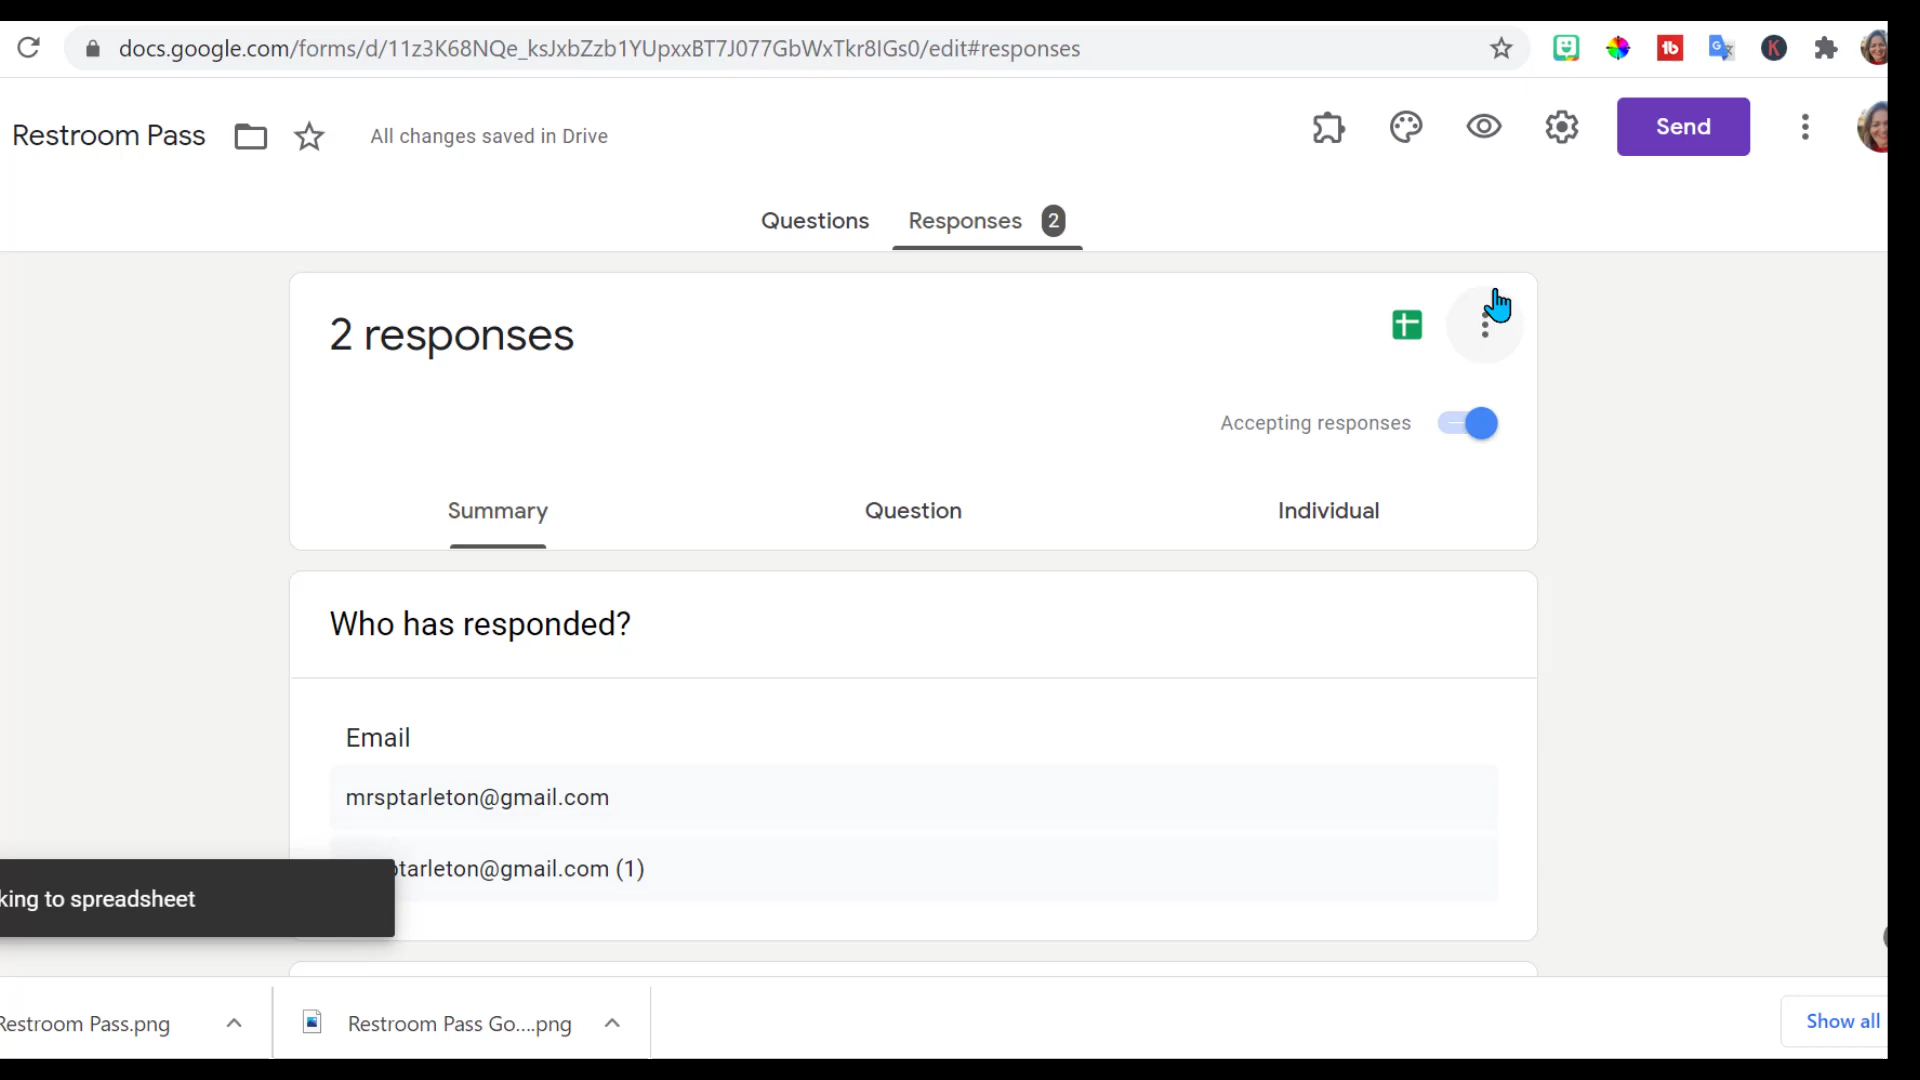 docs.google.com/forms/d/11z3K68NQe_ksJxbZzb1YUpxxBT7J077GbWxTkr8IGs0/edit#responses
Restroom Pass
All changes saved in Drive
Send
Questions
Responses 2
2 responses
Accepting responses
Summary
Question
Individual
Who has responded?
Email
mrsptarleton@gmail.com
ptarleton@gmail.com (1)
king to spreadsheet
Restroom Pass.png
Restroom Pass Go....png
Show all